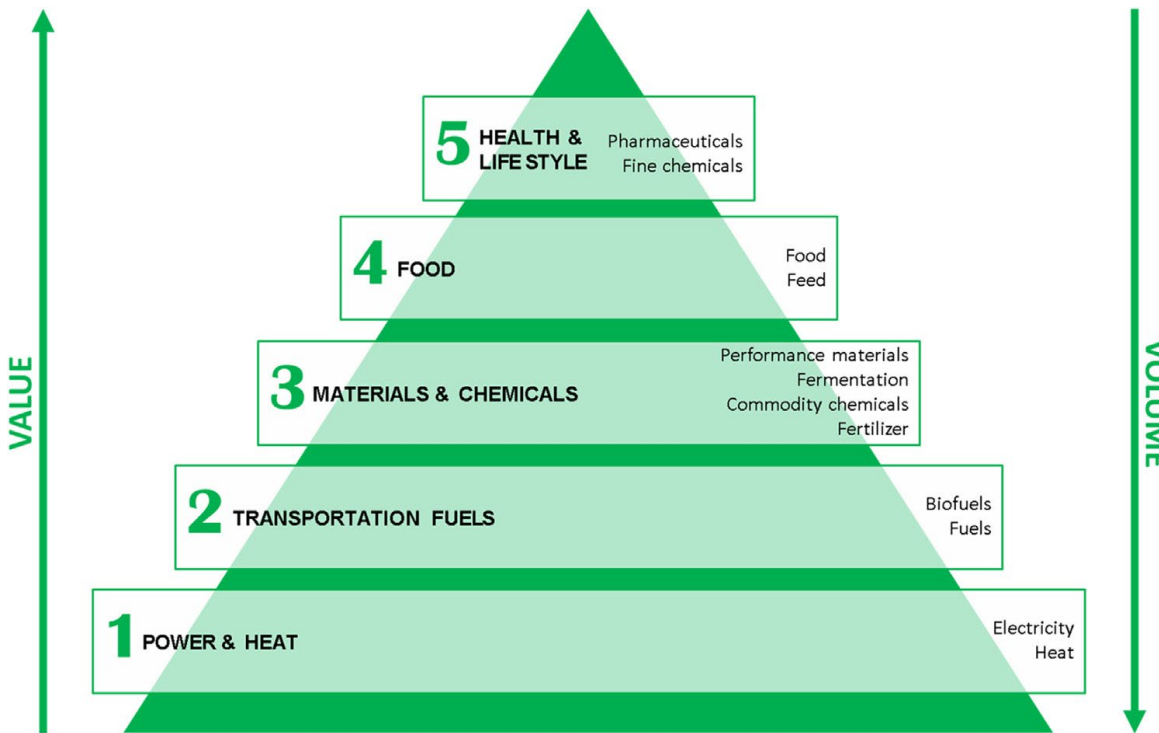 VALUE
VOLUME
5
HEALTH &
LIFE STYLE
Pharmaceuticals
Fine chemicals
4
FOOD
Food
Feed
3
MATERIALS & CHEMICALS
Performance materials
Fermentation
Commodity chemicals
Fertilizer
2
TRANSPORTATION FUELS
Biofuels
Fuels
1
POWER & HEAT
Electricity
Heat